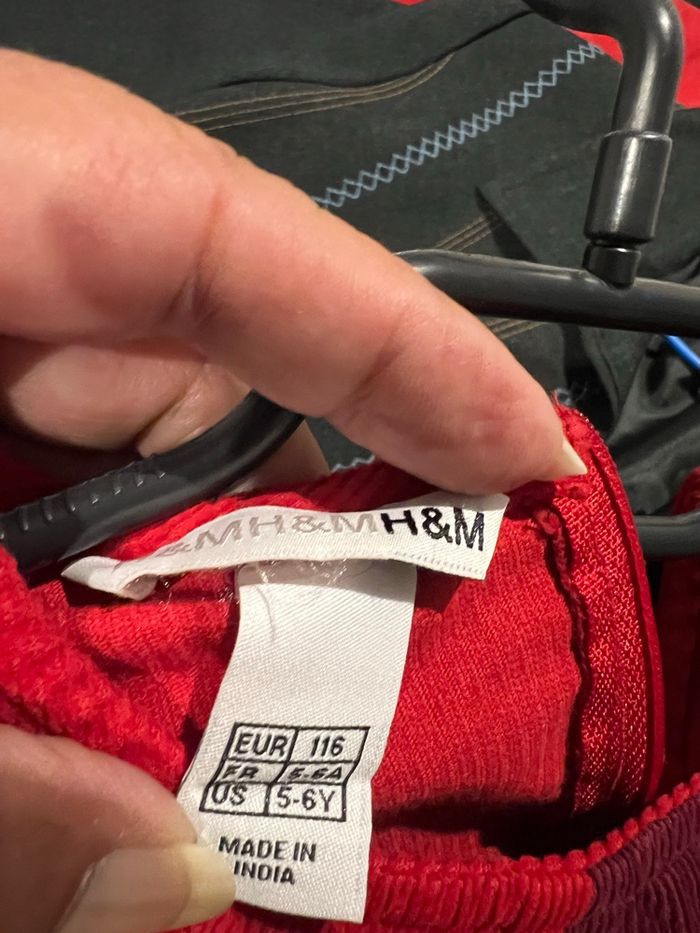 &MH&MH&M
EUR 116
FR 5-6A
US 5-6Y
MADE IN
INDIA